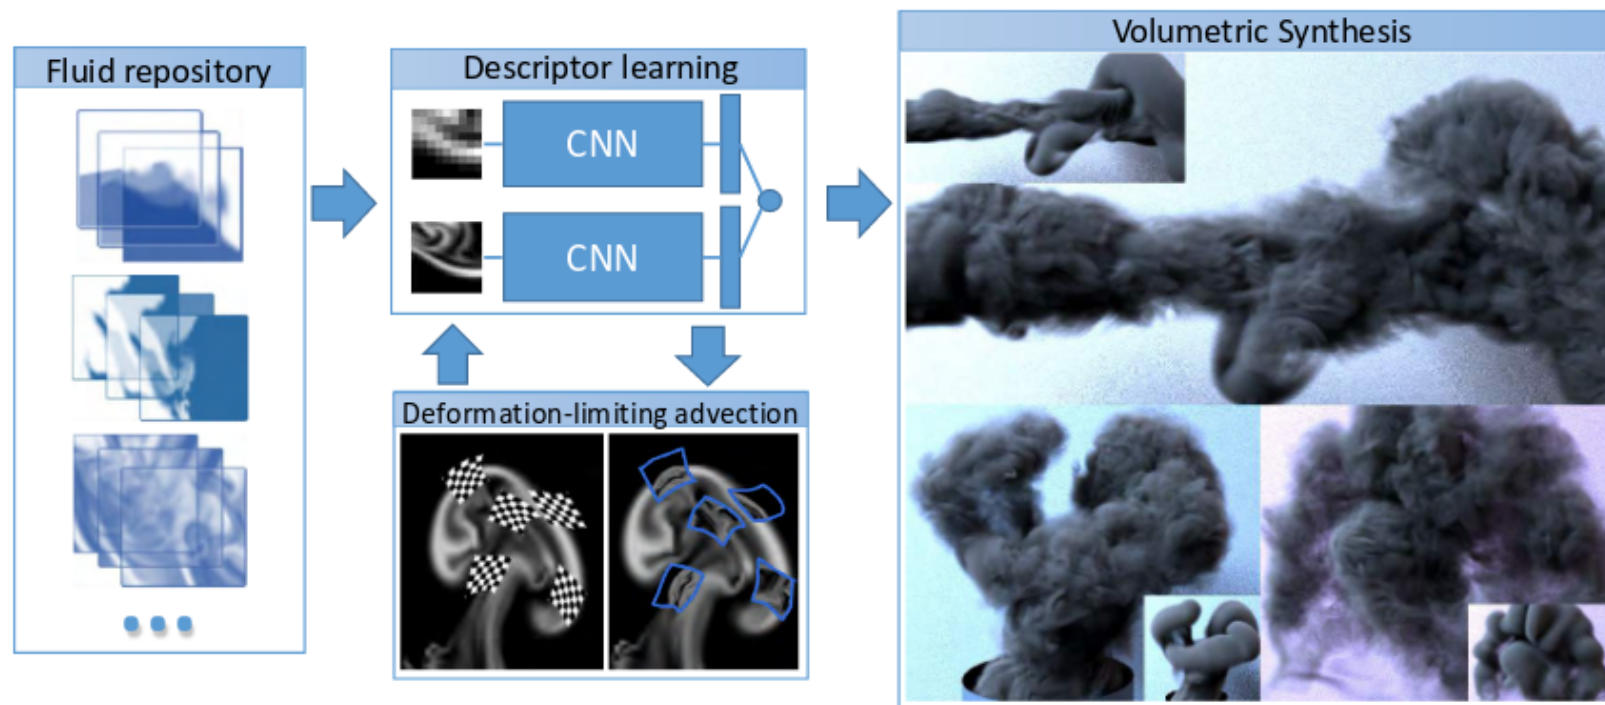 Fluid repository
Descriptor learning
CNN
CNN
Deformation-limiting advection
Volumetric Synthesis